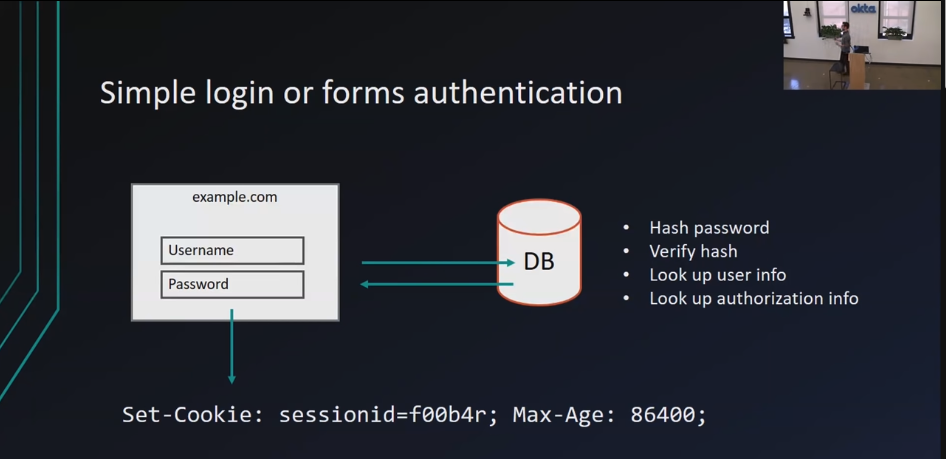 okta
Simple login or forms authentication
example.com
Username
Password
DB
• Hash password
• Verify hash
• Look up user info
• Look up authorization info
Set-Cookie: sessionid=f00b4r; Max-Age: 86400;